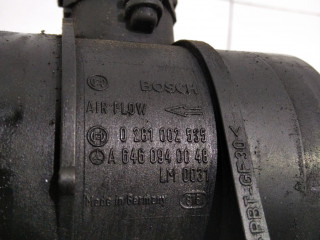 BOSCH
AIR FLOW
0 281 002 535
A 646 094 00 48
LM 0031
Made in Germany
PBT-GF30